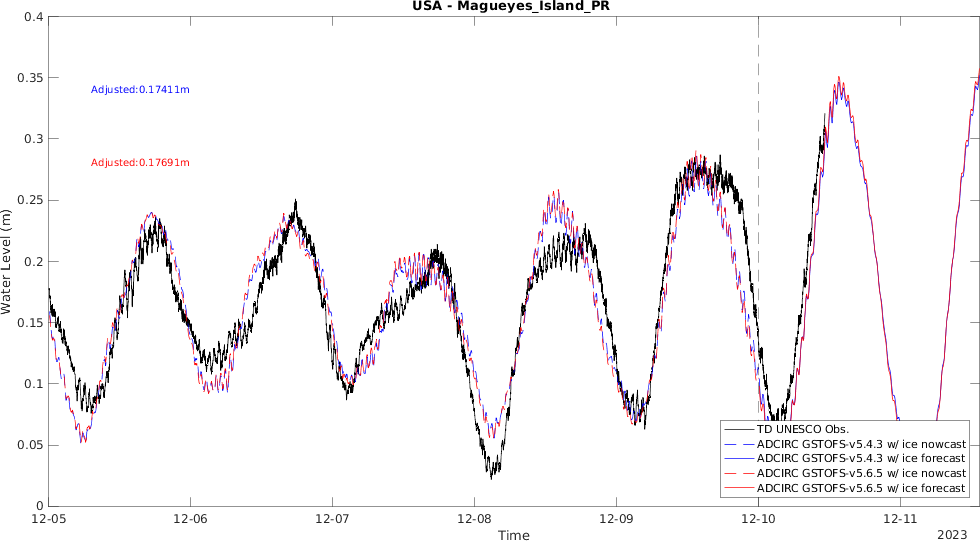 USA - Magueyes_Island_PR
0.4
0.35
0.3
0.25
0.2
0.15
0.1
0.05
0
Water Level (m)
Adjusted:0.17411m
Adjusted:0.17691m
TD UNESCO Obs.
ADCIRC GSTOFS-v5.4.3 w/ ice nowcast
ADCIRC GSTOFS-v5.4.3 w/ ice forecast
ADCIRC GSTOFS-v5.6.5 w/ ice nowcast
ADCIRC GSTOFS-v5.6.5 w/ ice forecast
12-05 12-06 12-07 12-08 12-09 12-10 12-11
Time
2023